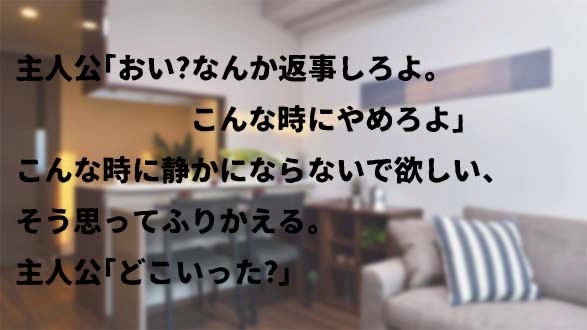 主人公｢おい?なんか返事しろよ。
こんな時にやめろよ｣
こんな時に静かにならないで欲しい、
そう思ってふりかえる。
主人公｢どこいった?｣